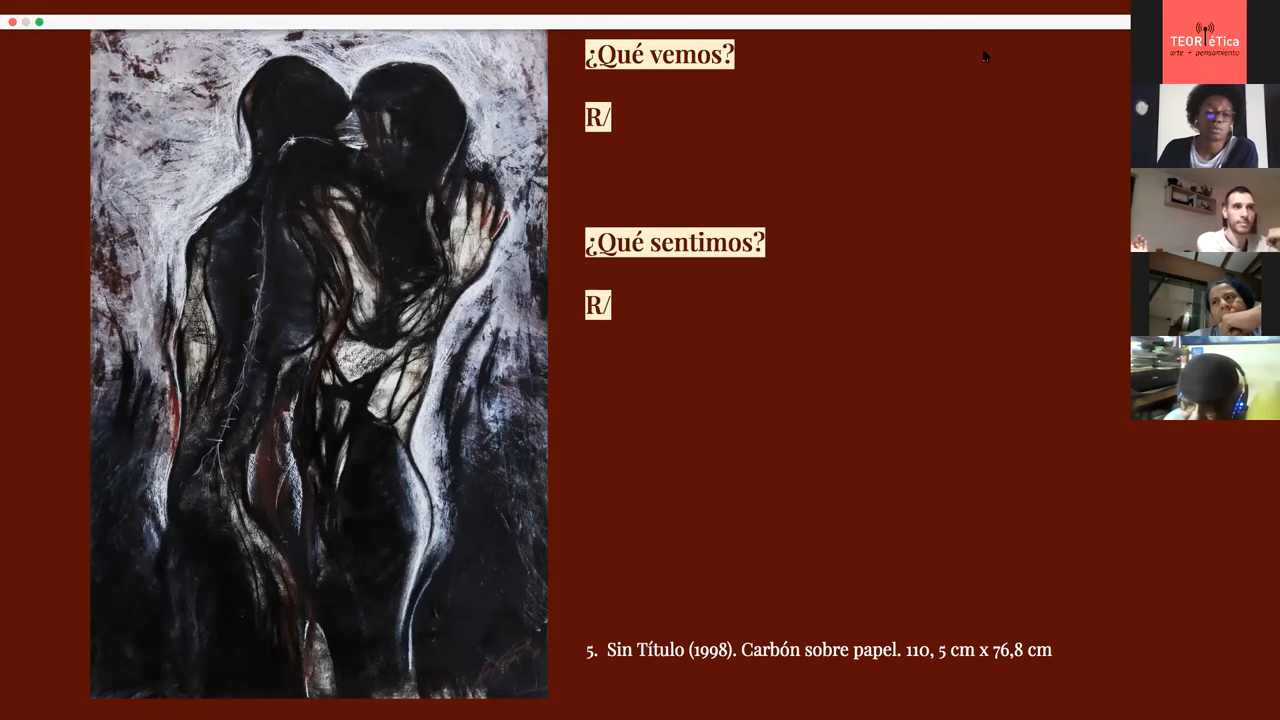 ¿Qué vemos?
R/
¿Qué sentimos?
R/
5. Sin Título (1998). Carbón sobre papel. 110, 5 cm x 76,8 cm
TEORéTica
arte + pensamiento